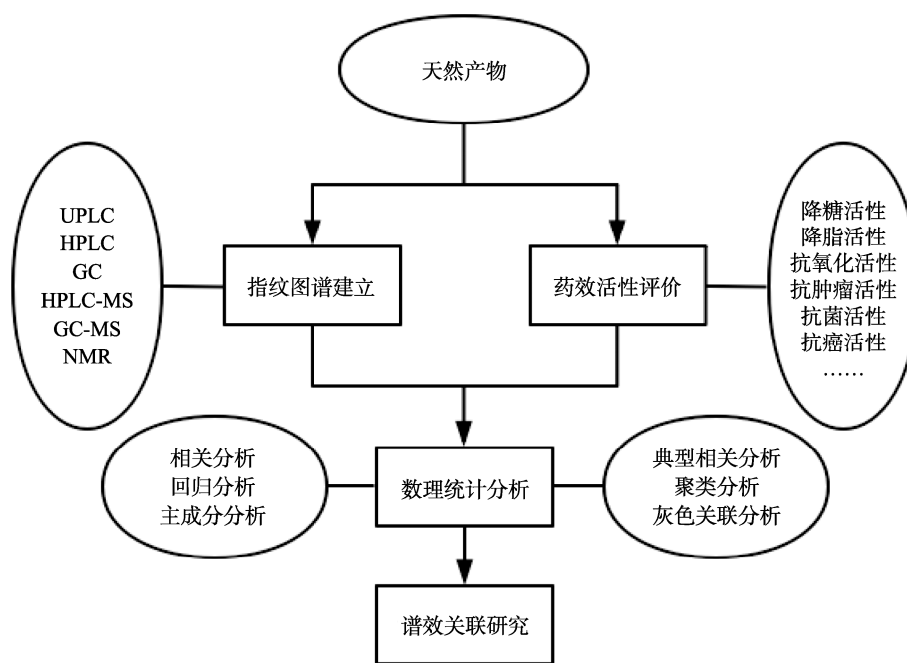 天然产物
UPLC
HPLC
GC
HPLC-MS
GC-MS
NMR
指纹图谱建立
药效活性评价
降糖活性
降脂活性
抗氧化活性
抗肿瘤活性
抗菌活性
抗癌活性
……
相关分析
回归分析
主成分分析
数理统计分析
典型相关分析
聚类分析
灰色关联分析
谱效关联研究